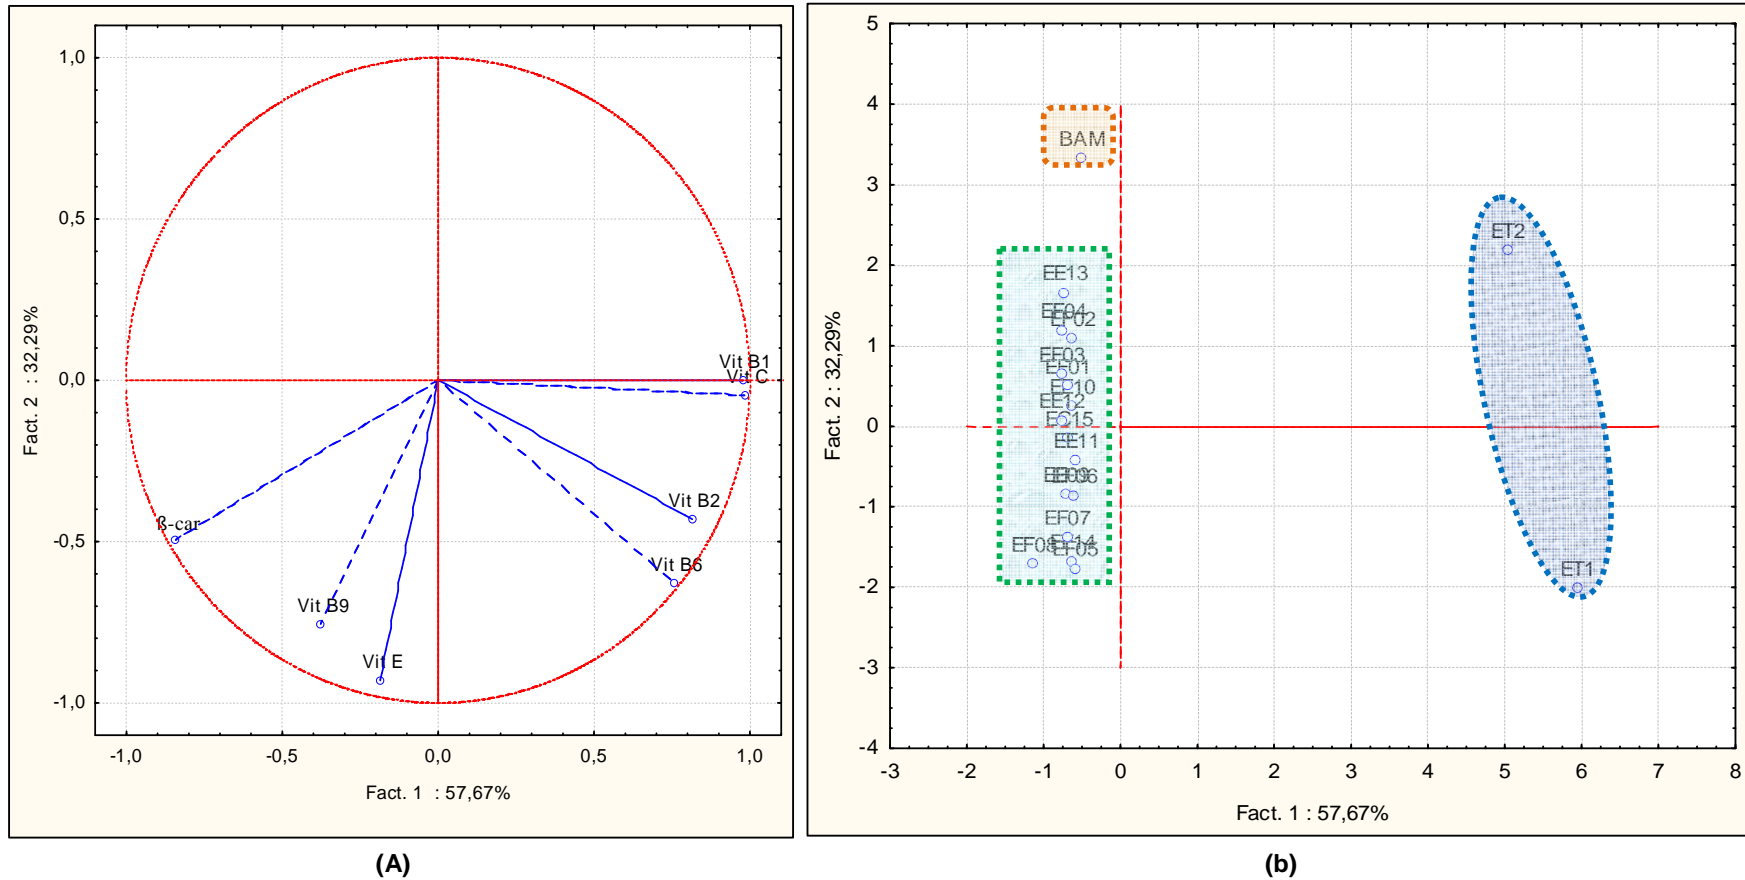 1,0
0,5
0,0
-0,5
-1,0
Fact. 2 : 32,29%
Vit B1
Vit C
Vit B2
Vit B6
ß-car
Vit B9
Vit E
-1,0 -0,5 0,0 0,5 1,0
Fact. 1 : 57,67%
(A)
5
4
3
2
1
0
-1
-2
-3
-4
Fact. 2 : 32,29%
BAM
ET2
EE13
EF04
EF02
EF03
EF01
EE12
EE11
EF07
EF08
EF05
ET1
-3 -2 -1 0 1 2 3 4 5 6 7 8
Fact. 1 : 57,67%
(b)